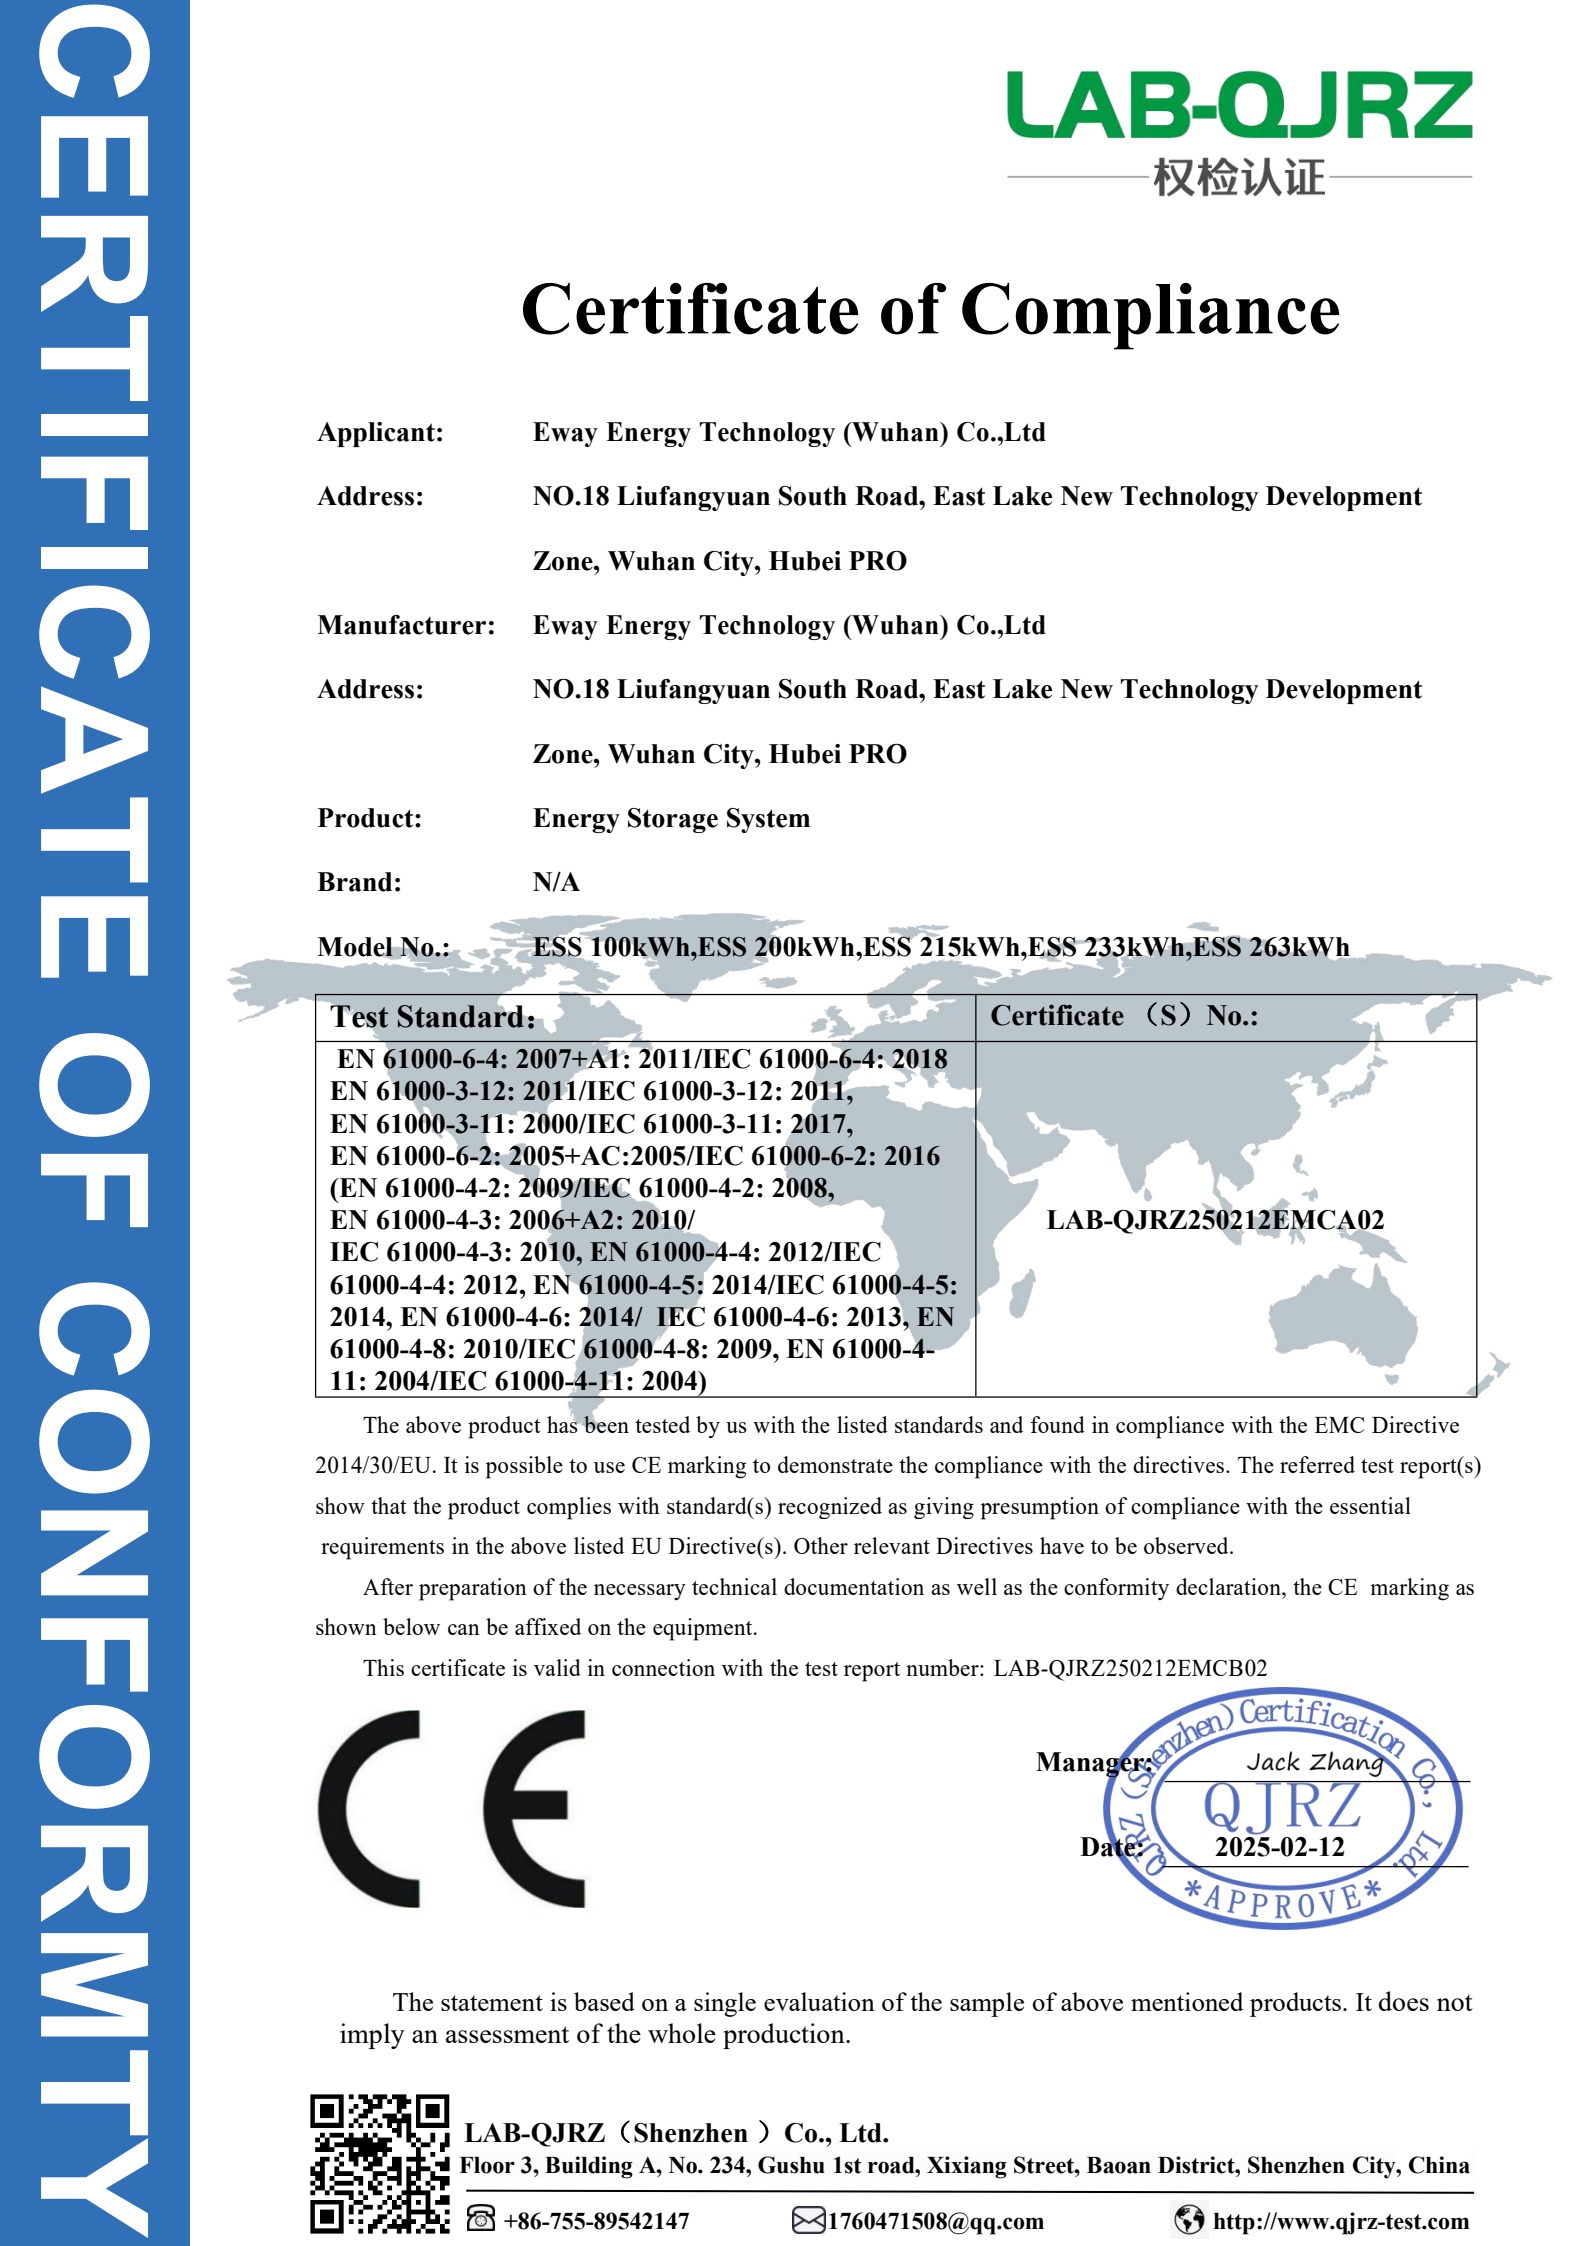 CERTIFICATE OF CONFORMITY
LAB-QJRZ
权检认证
Certificate of Compliance
Applicant: Eway Energy Technology (Wuhan) Co.,Ltd
Address: NO.18 Liufangyuan South Road, East Lake New Technology Development
Zone, Wuhan City, Hubei PRO
Manufacturer: Eway Energy Technology (Wuhan) Co.,Ltd
Address: NO.18 Liufangyuan South Road, East Lake New Technology Development
Zone, Wuhan City, Hubei PRO
Product: Energy Storage System
Brand: N/A
Model No.: ESS 100kWh,ESS 200kWh,ESS 215kWh,ESS 233kWh,ESS 263kWh
Test Standard：
Certificate （S）No.:
EN 61000-6-4: 2007+A1: 2011/IEC 61000-6-4: 2018
EN 61000-3-12: 2011/IEC 61000-3-12: 2011,
EN 61000-3-11: 2000/IEC 61000-3-11: 2017,
EN 61000-6-2: 2005+AC:2005/IEC 61000-6-2: 2016
(EN 61000-4-2: 2009/IEC 61000-4-2: 2008,
EN 61000-4-3: 2006+A2: 2010/
IEC 61000-4-3: 2010, EN 61000-4-4: 2012/IEC
61000-4-4: 2012, EN 61000-4-5: 2014/IEC 61000-4-5:
2014, EN 61000-4-6: 2014/ IEC 61000-4-6: 2013, EN
61000-4-8: 2010/IEC 61000-4-8: 2009, EN 61000-4-
11: 2004/IEC 61000-4-11: 2004)
LAB-QJRZ250212EMCA02
The above product has been tested by us with the listed standards and found in compliance with the EMC Directive
2014/30/EU. It is possible to use CE marking to demonstrate the compliance with the directives. The referred test report(s)
show that the product complies with standard(s) recognized as giving presumption of compliance with the essential
requirements in the above listed EU Directive(s). Other relevant Directives have to be observed.
After preparation of the necessary technical documentation as well as the conformity declaration, the CE marking as
shown below can be affixed on the equipment.
This certificate is valid in connection with the test report number: LAB-QJRZ250212EMCB02
CE
Manager: Jack Zhang
Date: 2025-02-12
QJRZ (Shenzhen) Certification Co., Ltd.
QJRZ
*APPROVE*
The statement is based on a single evaluation of the sample of above mentioned products. It does not
imply an assessment of the whole production.
LAB-QJRZ（Shenzhen ）Co., Ltd.
Floor 3, Building A, No. 234, Gushu 1st road, Xixiang Street, Baoan District, Shenzhen City, China
+86-755-89542147 1760471508@qq.com http://www.qjrz-test.com